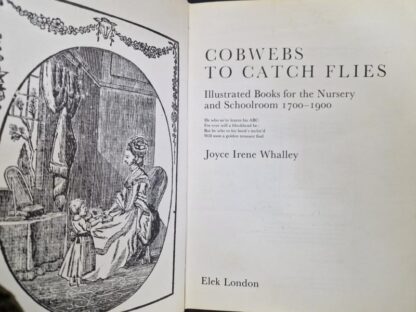 COBWEBS
TO CATCH FLIES
Illustrated Books for the Nursery
and Schoolroom 1700–1900
He who ne'er learns his ABC
For ever will a blockhead be
But he who to his book's inclin'd
Will soon a golden treasure find
Joyce Irene Whalley
Elek London